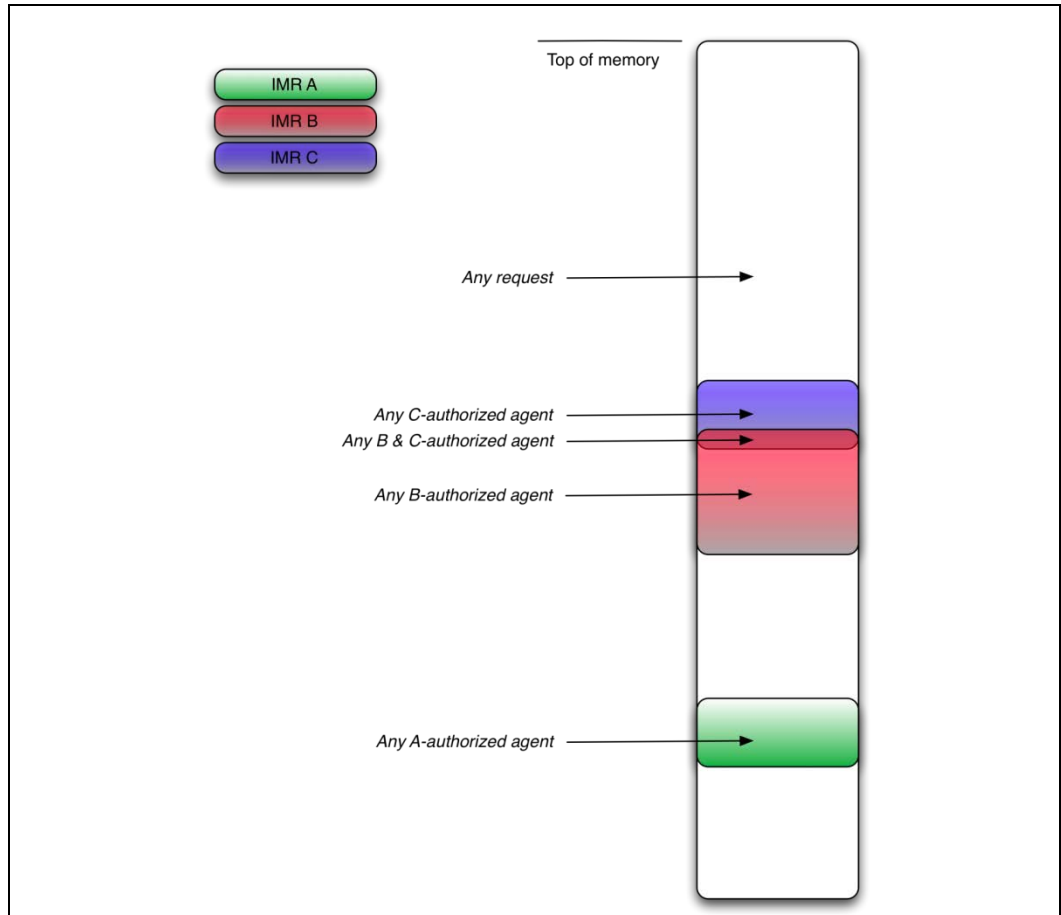 Top of memory
IMR A
IMR B
IMR C
Any request
Any C-authorized agent
Any B & C-authorized agent
Any B-authorized agent
Any A-authorized agent